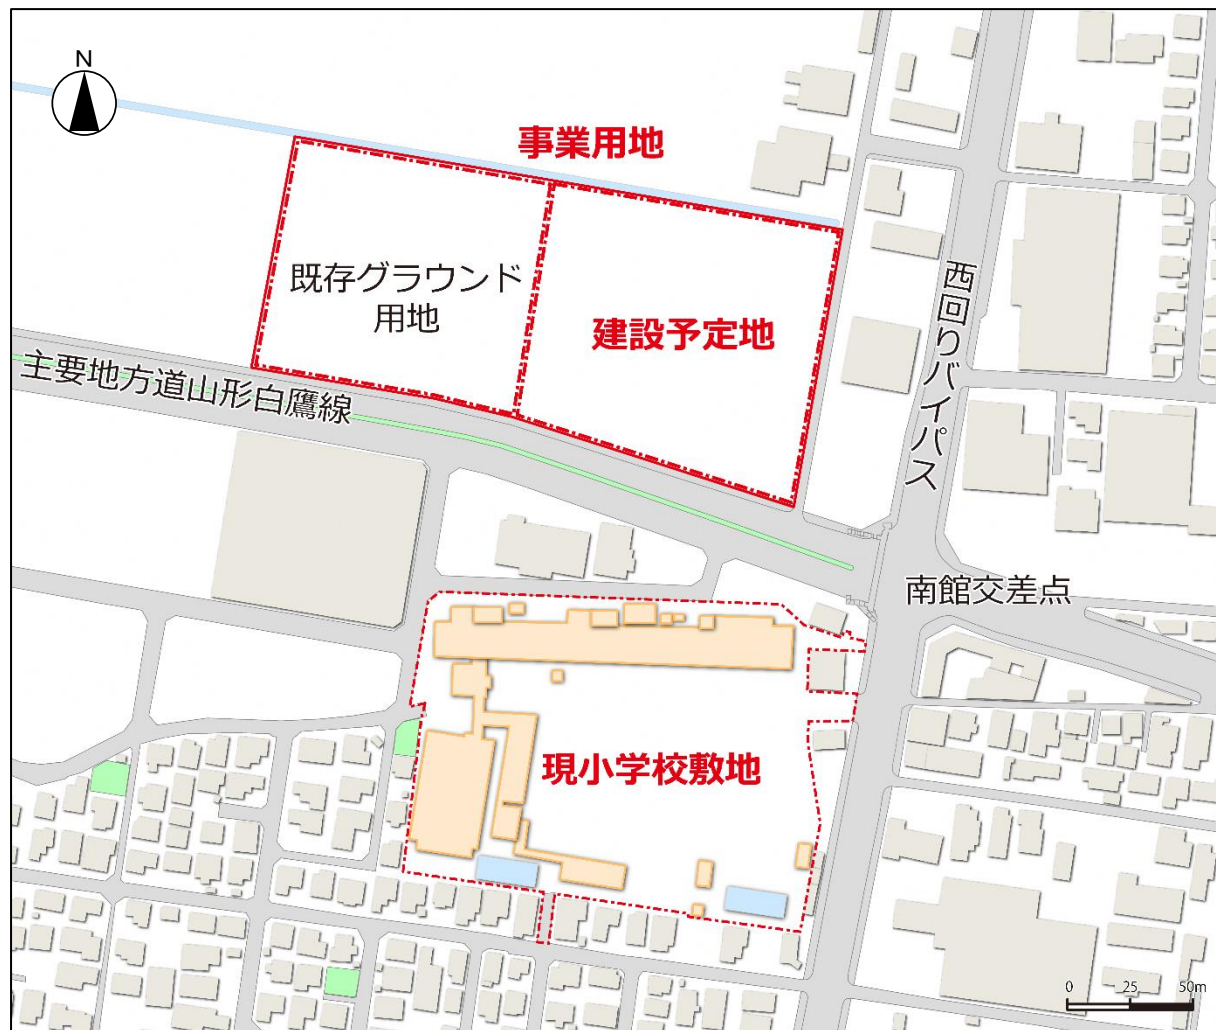 N
事業用地
既存グラウンド
用地
建設予定地
西回りバイパス
主要地方道山形白鷹線
南館交差点
現小学校敷地
0 25 50m